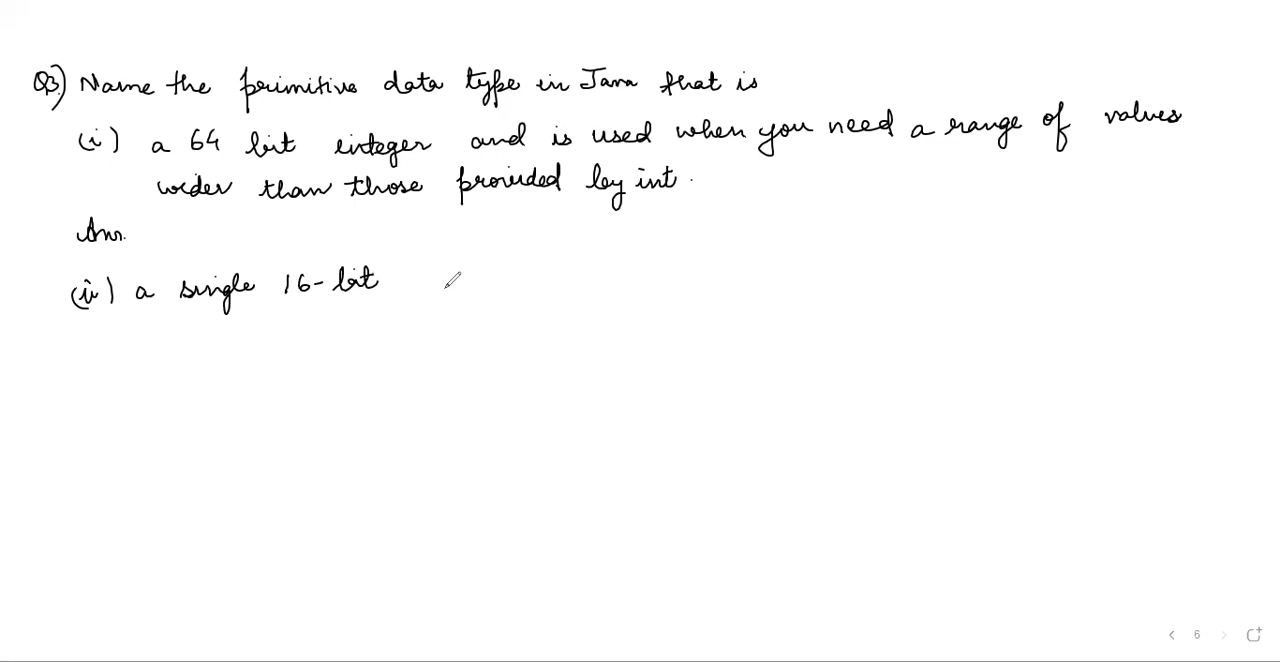 Q3) Name the primitive data type in Java that is
(i) a 64 bit integer and is used when you need a range of values
wider than those provided by int.
Ans.
(ii) a single 16-bit
6